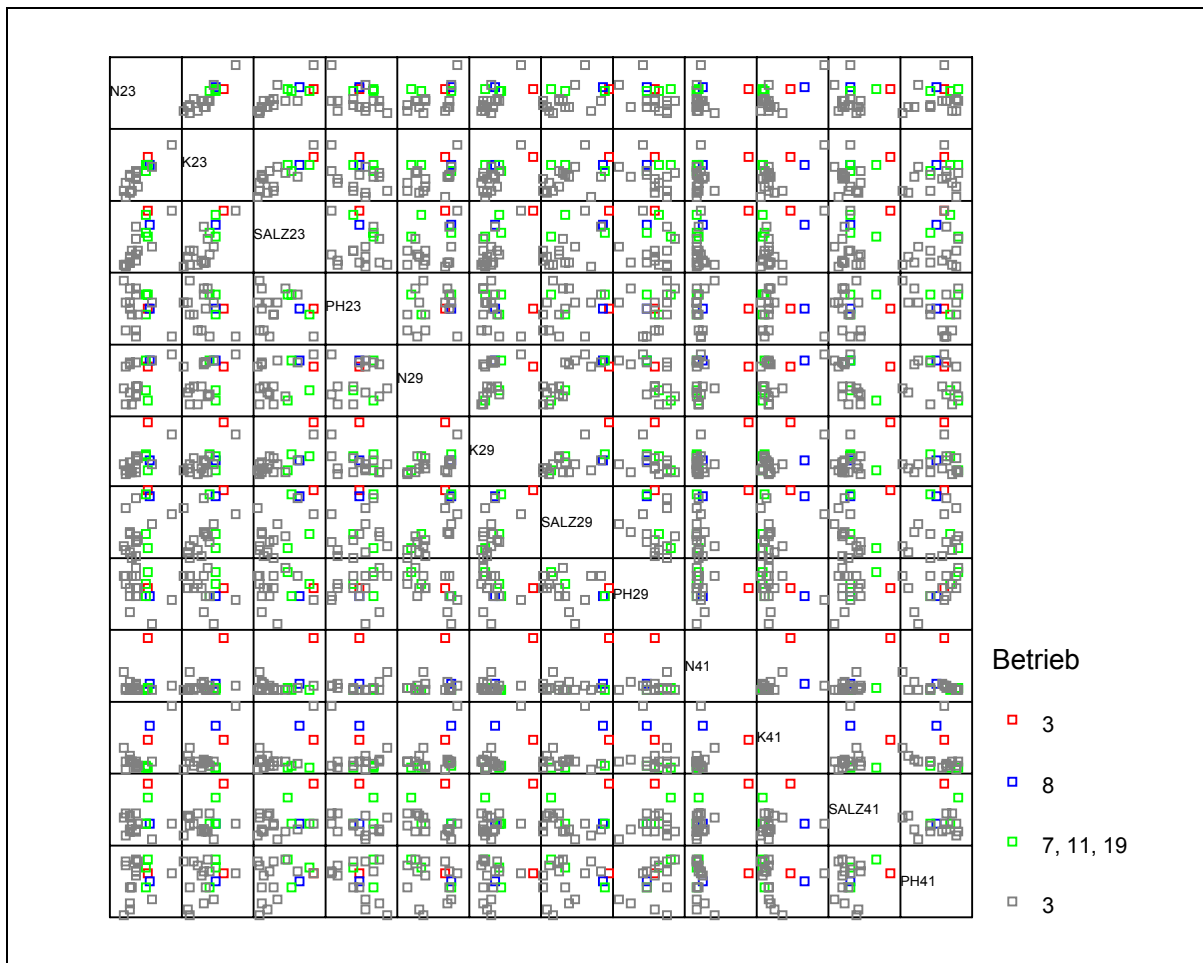 N23
K23
SALZ23
PH23
N29
K29
SALZ29
PH29
N41
K41
SALZ41
PH41
Betrieb
3
8
7, 11, 19
3